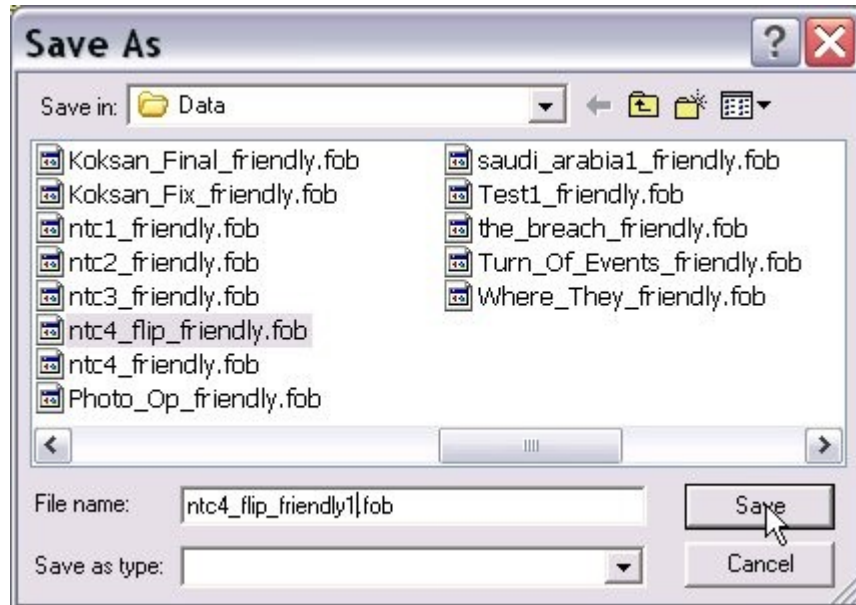 Save As
Save in: Data
Koksan_Final_friendly.fob
Koksan_Fix_friendly.fob
ntc1_friendly.fob
ntc2_friendly.fob
ntc3_friendly.fob
ntc4_flip_friendly.fob
ntc4_friendly.fob
Photo_Op_friendly.fob
saudi_arabia1_friendly.fob
Test1_friendly.fob
the_breach_friendly.fob
Turn_Of_Events_friendly.fob
Where_They_friendly.fob
File name: ntc4_flip_friendly1.fob
Save
Save as type:
Cancel